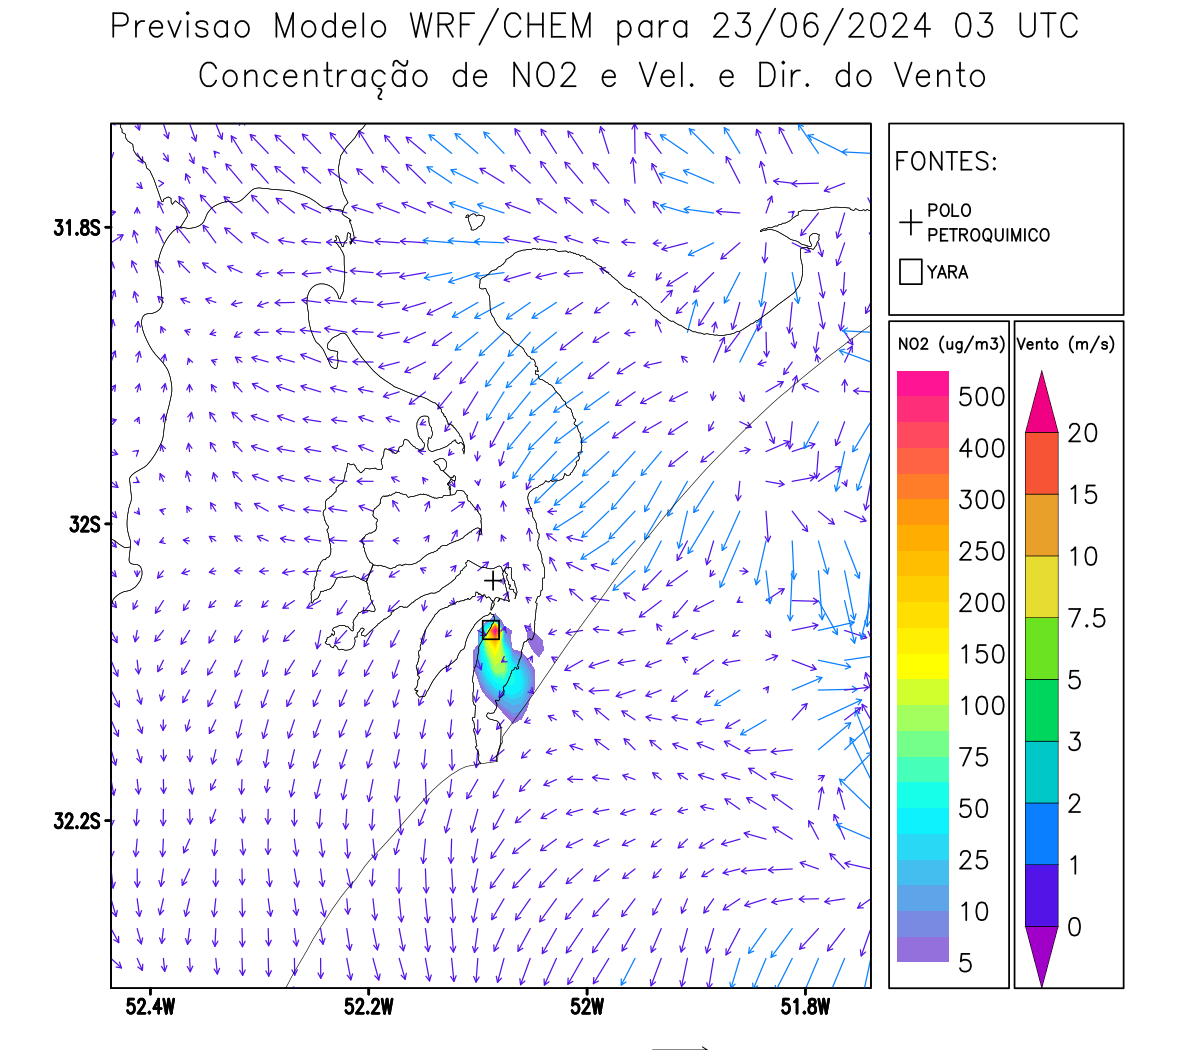 Previsao Modelo WRF/CHEM para 23/06/2024 03 UTC
Concentração de NO2 e Vel. e Dir. do Vento
FONTES:
POLO
PETROQUIMICO
YARA
NO2 (ug/m3)
500
400
300
250
200
150
100
75
50
25
10
5
Vento (m/s)
20
15
10
7.5
5
3
2
1
0
31.8S
32S
32.2S
52.4W
52.2W
52W
51.8W